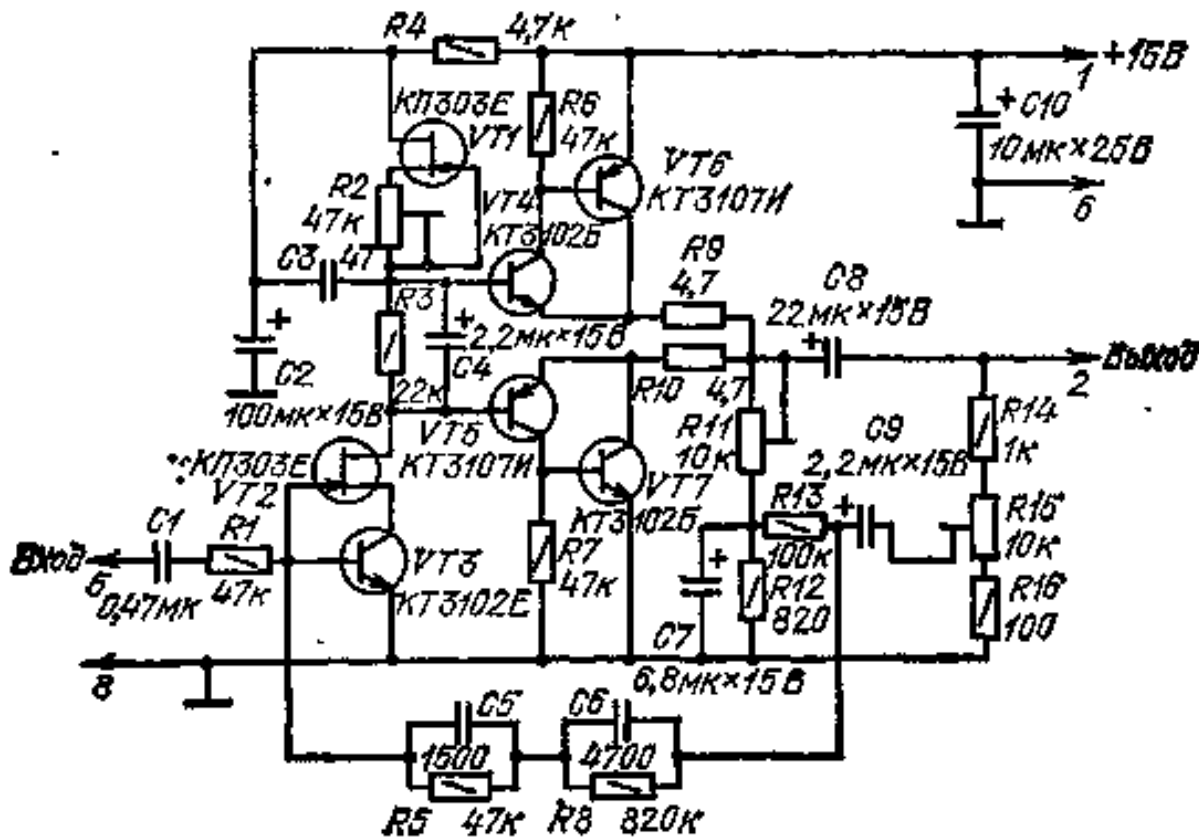 R4 4,7к
1 +15В
КП303Е
VT1
R6
47к
+ C10
10мк×25В
VT6
КТ3107И
6
R2
47к
VT4
КТ3102Б
C3 47
R9
4,7
C8
22мк×15В
+
R3
+
2,2мк×15В
C4
+
C2
100мк×15В
22к
R10 4,7
Выход
2
VT5
КТ3107И
R11
10к
C9
2,2мк×15В
R14
1к
КП303Е
VT2
VT7
КТ3102Б
R13
100к
+
R15*
10к
C1 R1
Вход
5 0,47мк 47к
VT3
КТ3102Е
R7
47к
+
R12
820
R16*
100
C7
6,8мк×15В
8
C5
1500
C6
4700
R5 47к
R8 820к